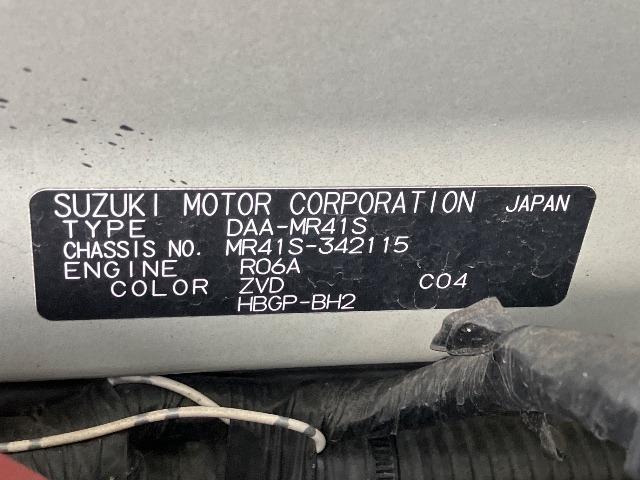 SUZUKI MOTOR CORPORATION JAPAN
TYPE DAA-MR41S
CHASSIS NO. MR41S-342115
ENGINE R06A
COLOR ZVD C04
HBGP-BH2